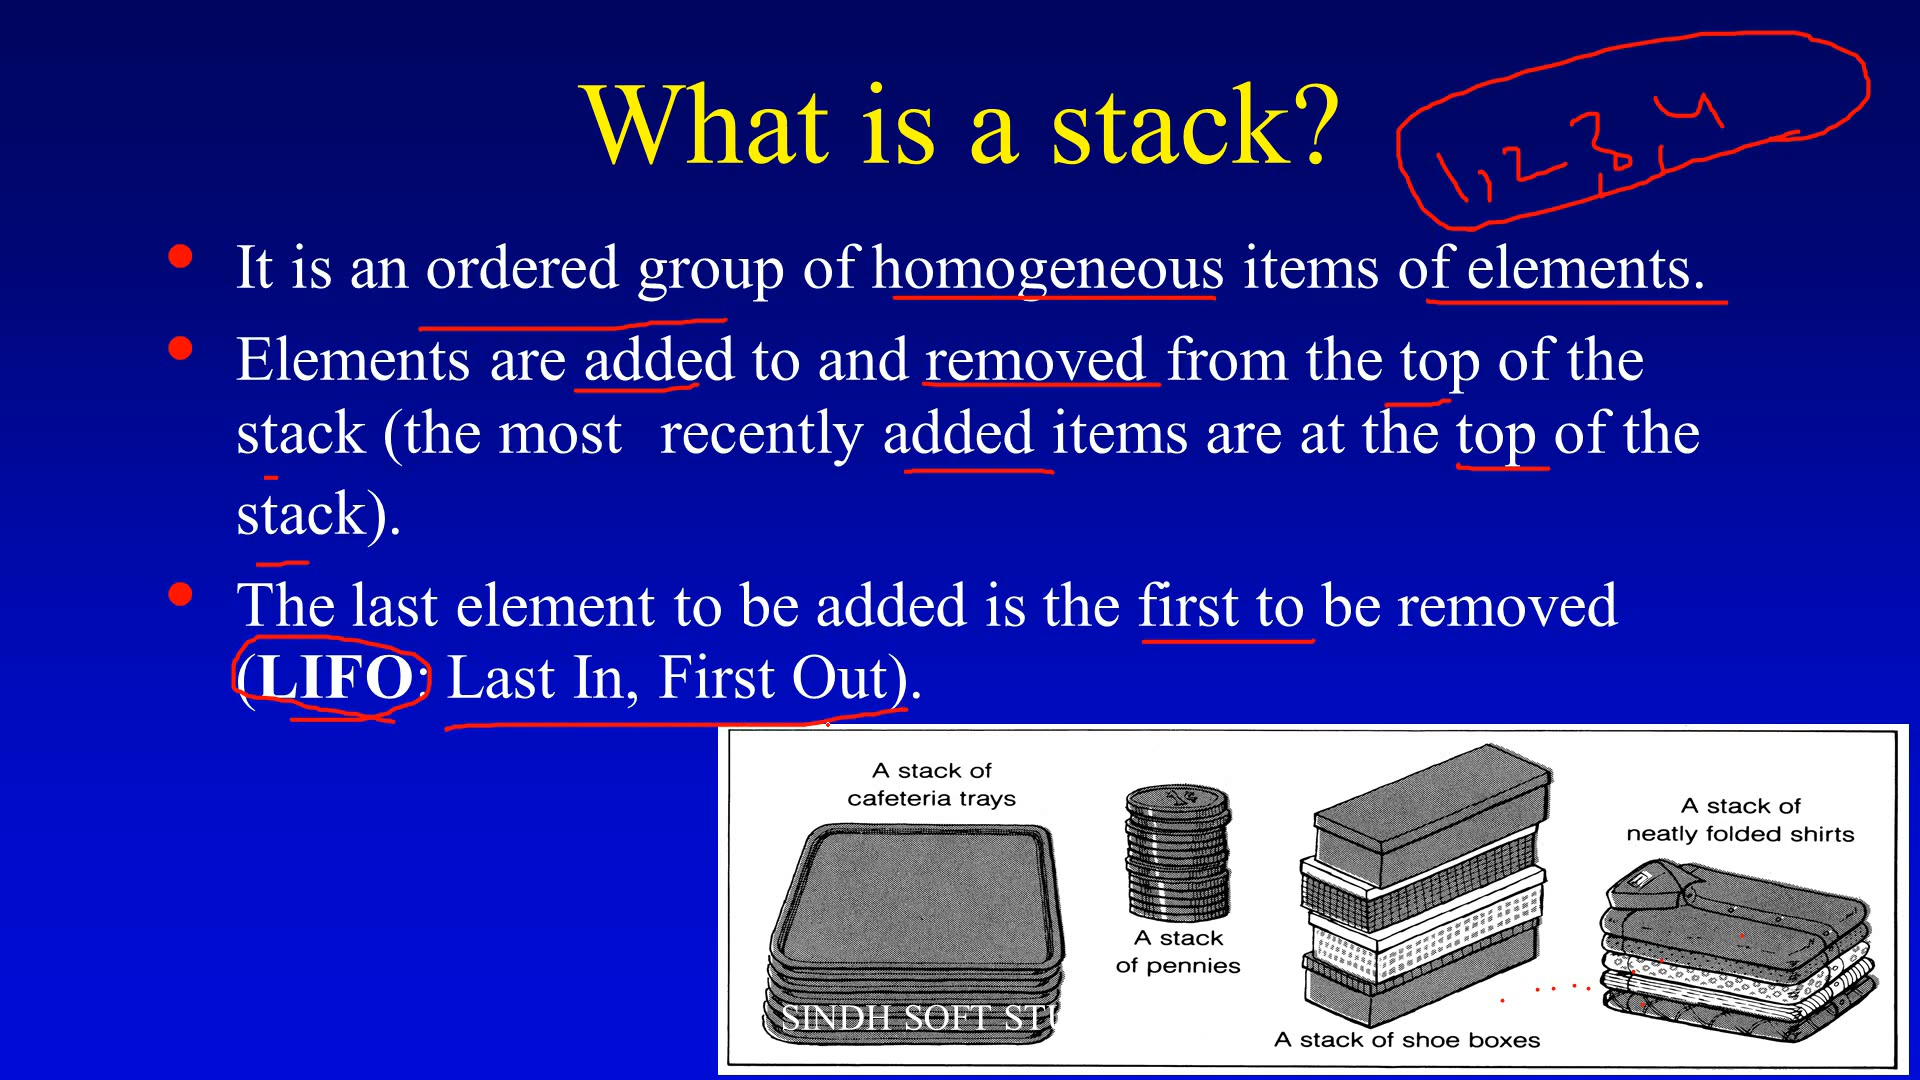 What is a stack?
1, 2 3, 4
It is an ordered group of homogeneous items of elements.
Elements are added to and removed from the top of the
stack (the most recently added items are at the top of the
stack).
The last element to be added is the first to be removed
(LIFO: Last In, First Out).
A stack of
cafeteria trays
A stack
of pennies
A stack of shoe boxes
A stack of
neatly folded shirts
SINDH SOFT